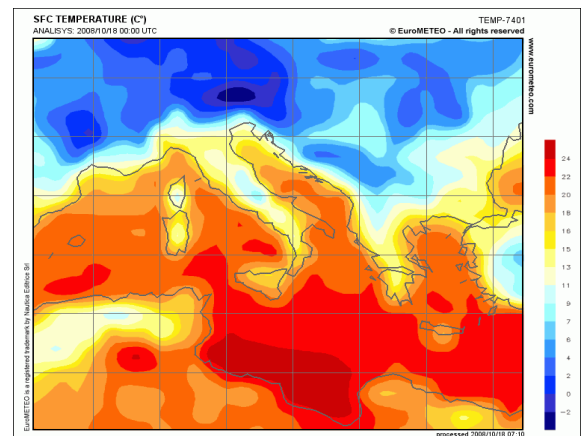 SFC TEMPERATURE (C°)
TEMP-7401
ANALISYS: 2008/10/18 00:00 UTC
© EuroMETEO - All rights reserved
www.eurometeo.com
EuroMETEO is a registered trademark by Nautica Editrice Srl
24
22
20
18
17
15
13
11
9
7
6
4
2
0
−2
processed 2008/10/18 07:10